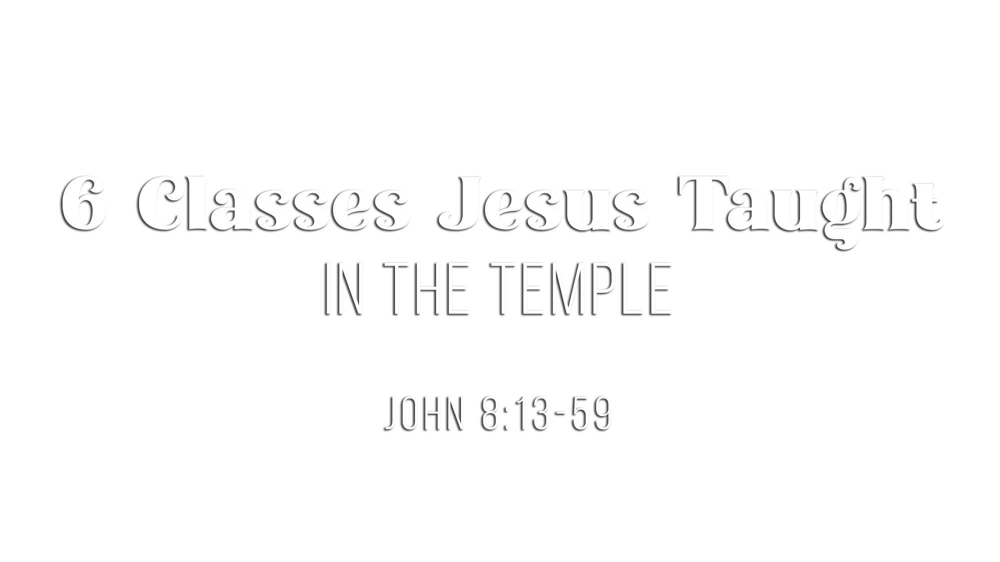 6 Classes Jesus Taught
IN THE TEMPLE
JOHN 8:13-59